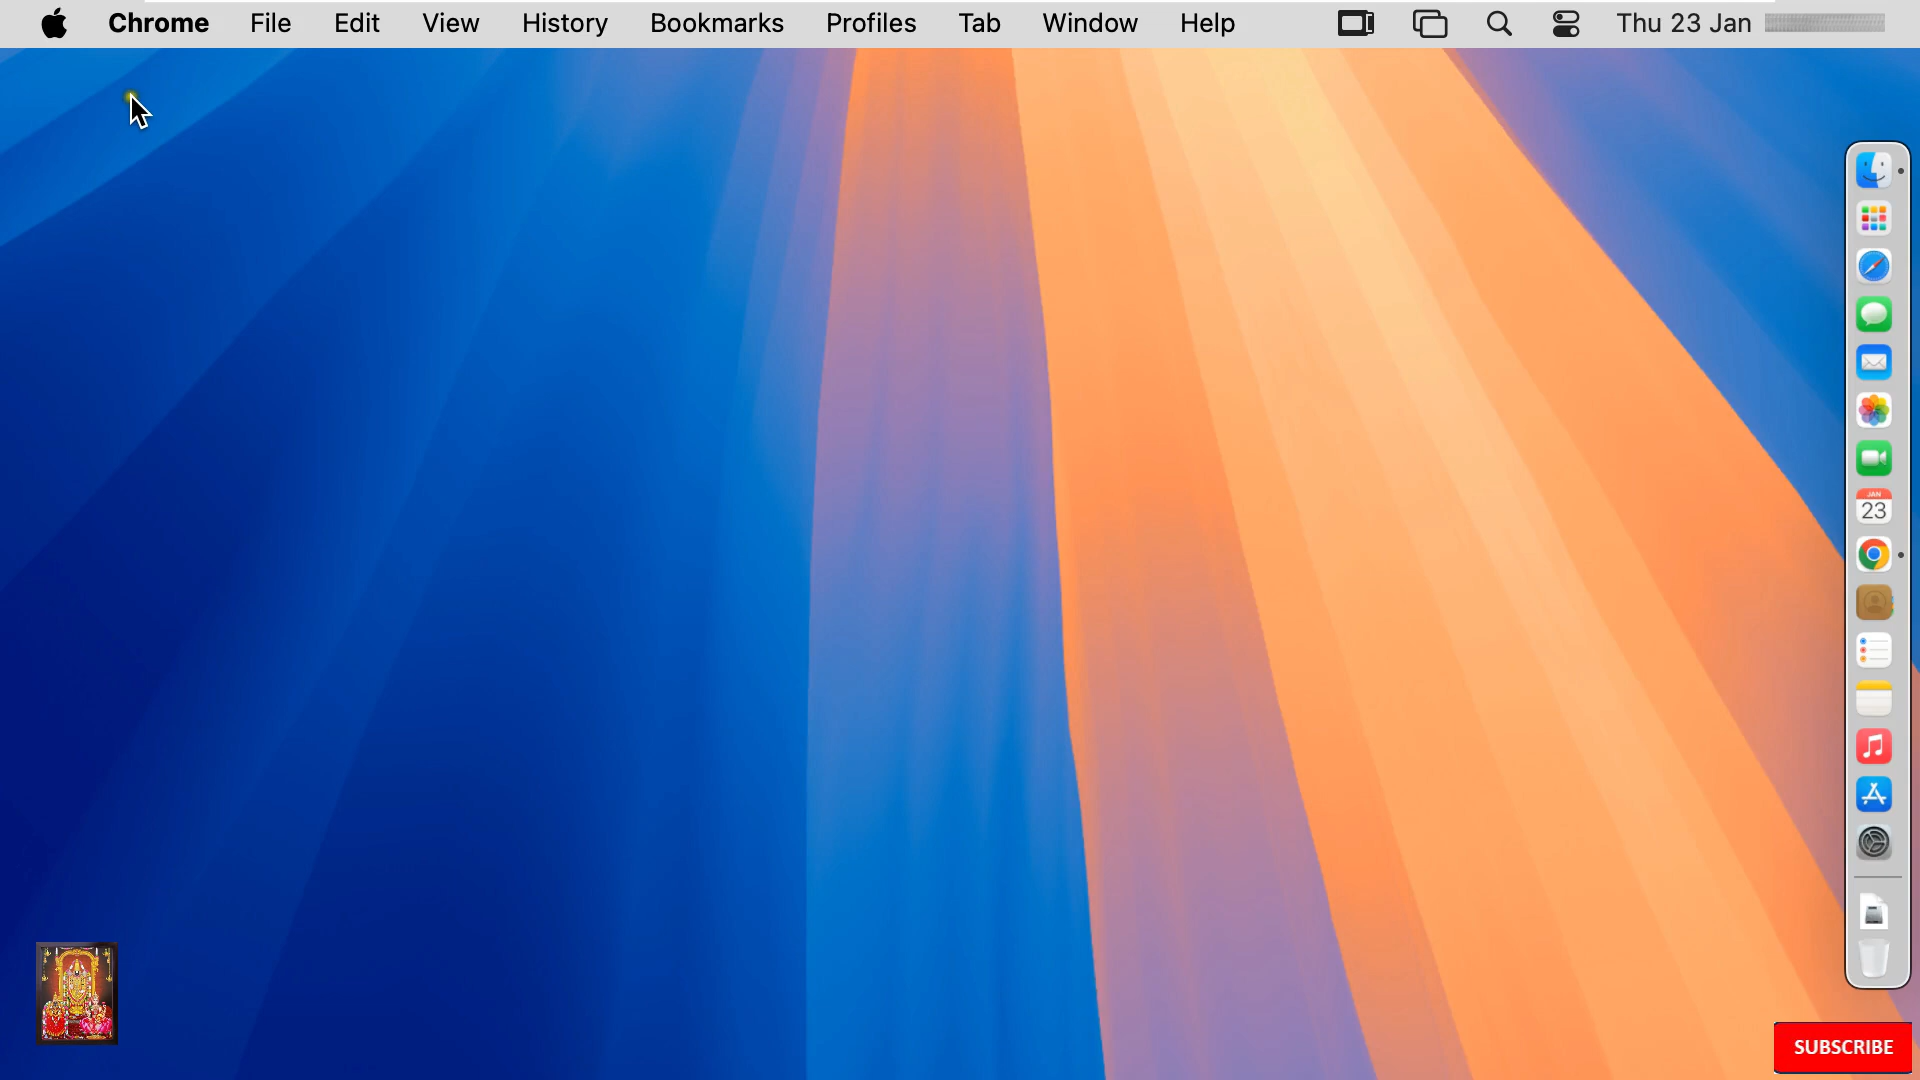 Chrome File Edit View History Bookmarks Profiles Tab Window Help Thu 23 Jan
JAN
23
SUBSCRIBE